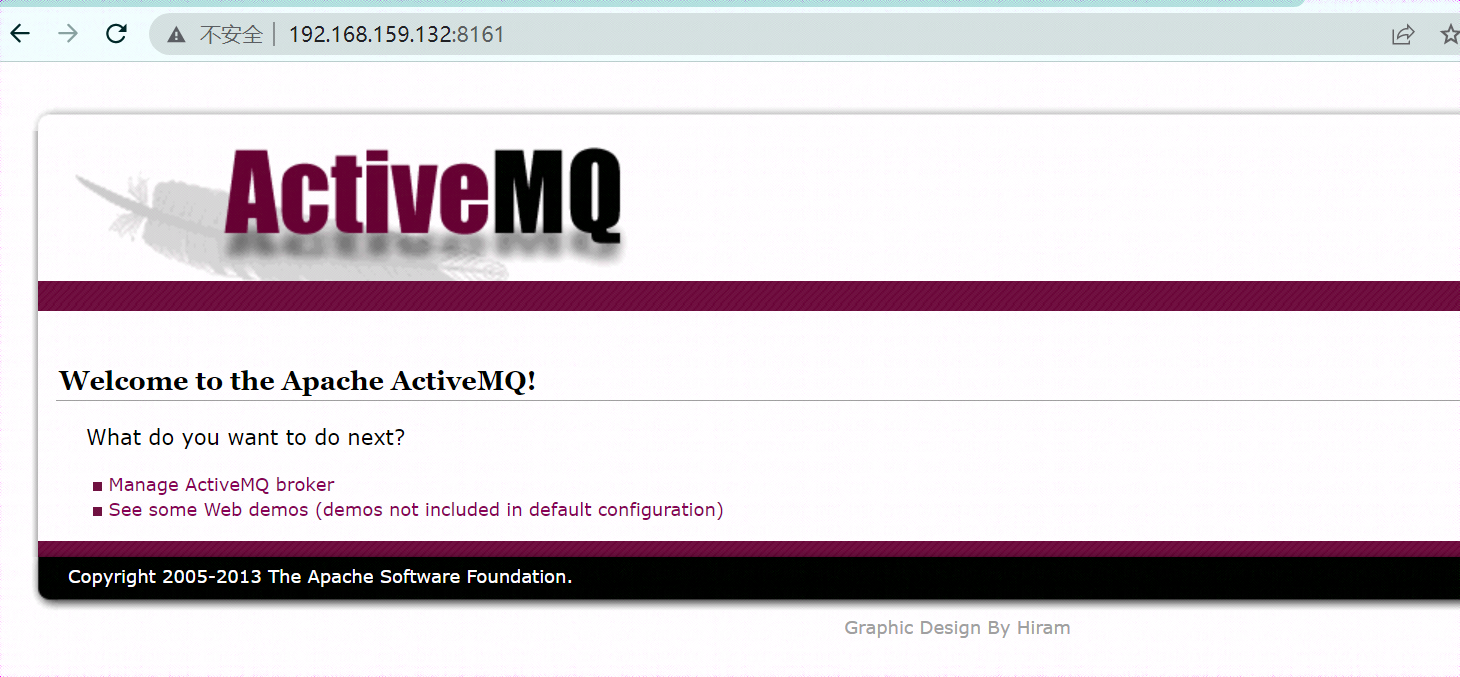 不安全 | 192.168.159.132:8161
ActiveMQ
Welcome to the Apache ActiveMQ!
What do you want to do next?
Manage ActiveMQ broker
See some Web demos (demos not included in default configuration)
Copyright 2005-2013 The Apache Software Foundation.
Graphic Design By Hiram